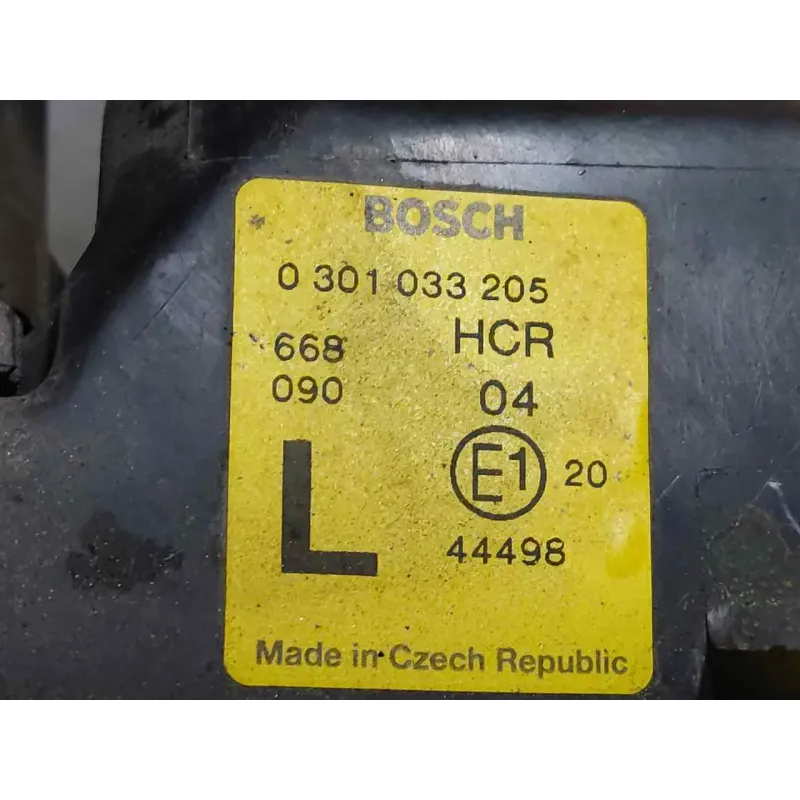 BOSCH
0 301 033 205
668 HCR
090 04
L E1 20
44498
Made in Czech Republic